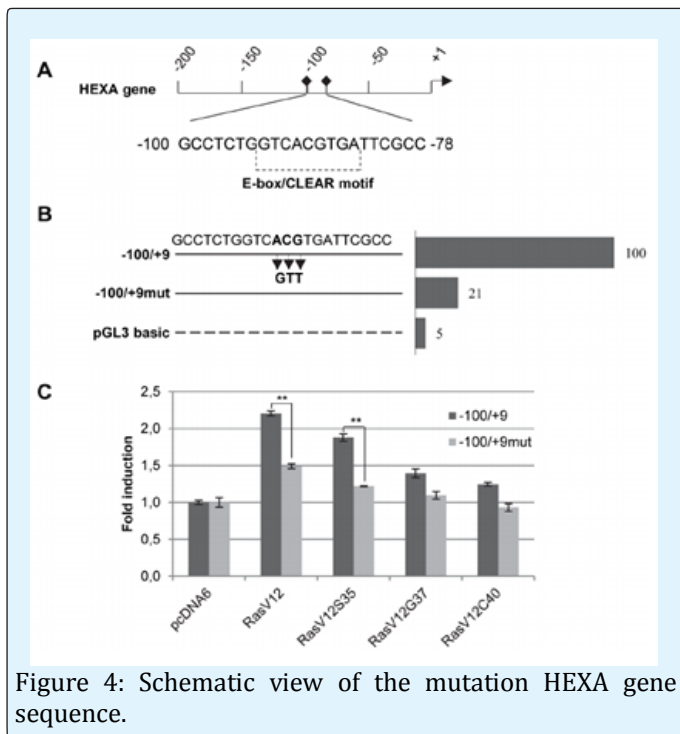 A
-200
-150
-100
-50
+1
HEXA gene
-100 GCCTCTGGTCACGTGATTCGCC -78
E-box/CLEAR motif
B
GCCTCTGGTCACGTGATTCGCC
-100/+9
100
GTT
-100/+9mut
21
pGL3 basic
5
C
Fold induction
2,5
2,0
1,5
1,0
0,5
0,0
**
**
-100/+9
-100/+9mut
pcDNA6
RasV12
RasV12S35
RasV12G37
RasV12C40
Figure 4: Schematic view of the mutation HEXA gene
sequence.